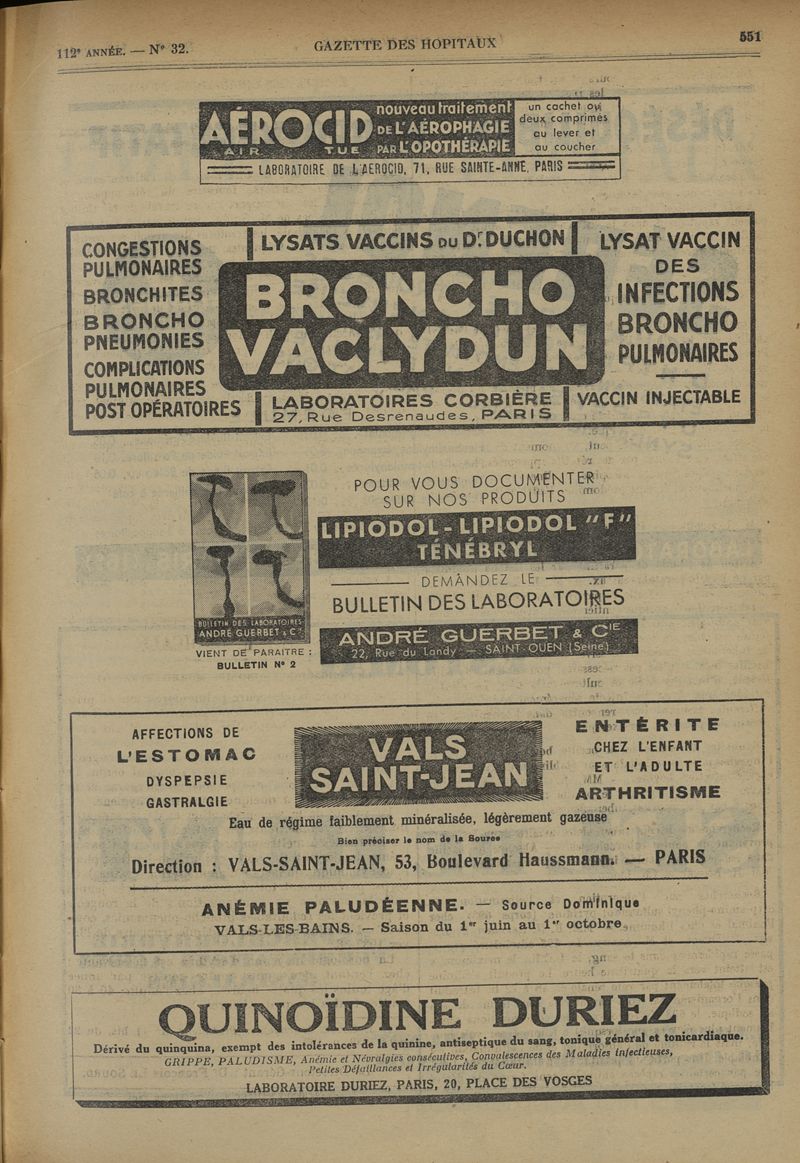 112e ANNÉE. — N° 32.
GAZETTE DES HOPITAUX
551
AÉROCID
AIR TUE
nouveau traitement
DE L'AÉROPHAGIE
PAR L'OPOTHÉRAPIE
un cachet ou
deux comprimés
au lever et
au coucher
LABORATOIRE DE L'AEROCID, 71, RUE SAINTE-ANNE, PARIS
CONGESTIONS
PULMONAIRES
BRONCHITES
BRONCHO
PNEUMONIES
COMPLICATIONS
PULMONAIRES
POST OPÉRATOIRES
LYSATS VACCINS DU Dr DUCHON
BRONCHO
VACLYDUN
LABORATOIRES CORBIÈRE
27, Rue Desrenaudes, PARIS
LYSAT VACCIN
DES
INFECTIONS
BRONCHO
PULMONAIRES
VACCIN INJECTABLE
BULLETIN DES LABORATOIRES
ANDRÉ GUERBET & Cie
VIENT DE PARAITRE :
BULLETIN N° 2
POUR VOUS DOCUMENTER
SUR NOS PRODUITS
LIPIODOL - LIPIODOL "F"
TÉNÉBRYL
DEMANDEZ LE
BULLETIN DES LABORATOIRES
ANDRÉ GUERBET & CIE
22, Rue du Landy — SAINT-OUEN (Seine)
AFFECTIONS DE
L'ESTOMAC
DYSPEPSIE
GASTRALGIE
VALS
SAINT-JEAN
ENTÉRITE
CHEZ L'ENFANT
ET L'ADULTE
ARTHRITISME
Eau de régime faiblement minéralisée, légèrement gazeuse
Bien préciser le nom de la Source
Direction : VALS-SAINT-JEAN, 53, Boulevard Haussmann. — PARIS
ANÉMIE PALUDÉENNE. — Source Dominique
VALS-LES-BAINS. — Saison du 1er juin au 1er octobre
QUINOÏDINE DURIEZ
Dérivé du quinquina, exempt des intolérances de la quinine, antiseptique du sang, tonique général et tonicardiaque.
GRIPPE, PALUDISME, Anémie et Névralgies consécutives, Convalescences des Maladies infectieuses,
Petites Défaillances et Irrégularités du Cœur.
LABORATOIRE DURIEZ, PARIS, 20, PLACE DES VOSGES